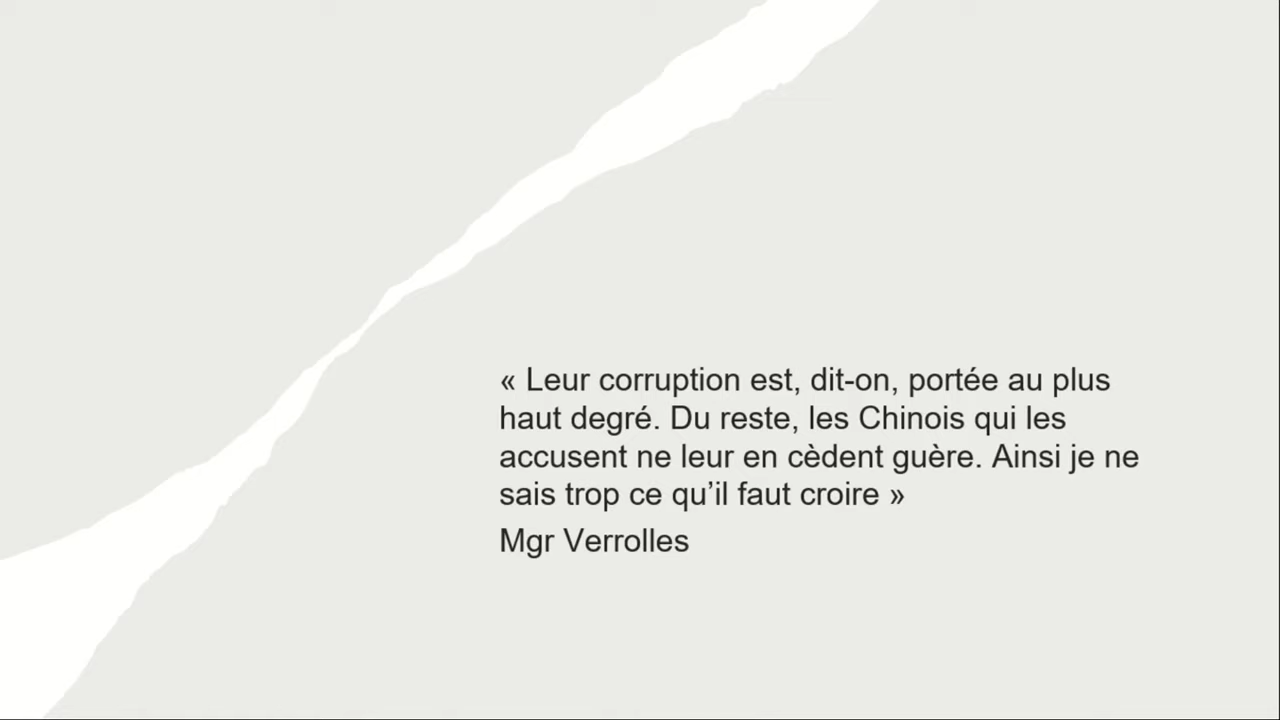 « Leur corruption est, dit-on, portée au plus
haut degré. Du reste, les Chinois qui les
accusent ne leur en cèdent guère. Ainsi je ne
sais trop ce qu’il faut croire »
Mgr Verrolles